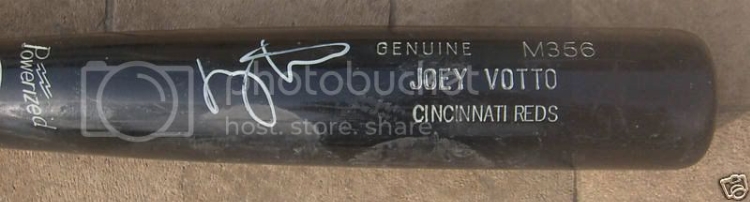 Powerized
GENUINE M356
JOEY VOTTO
CINCINNATI REDS
photobucket
host. store. share.